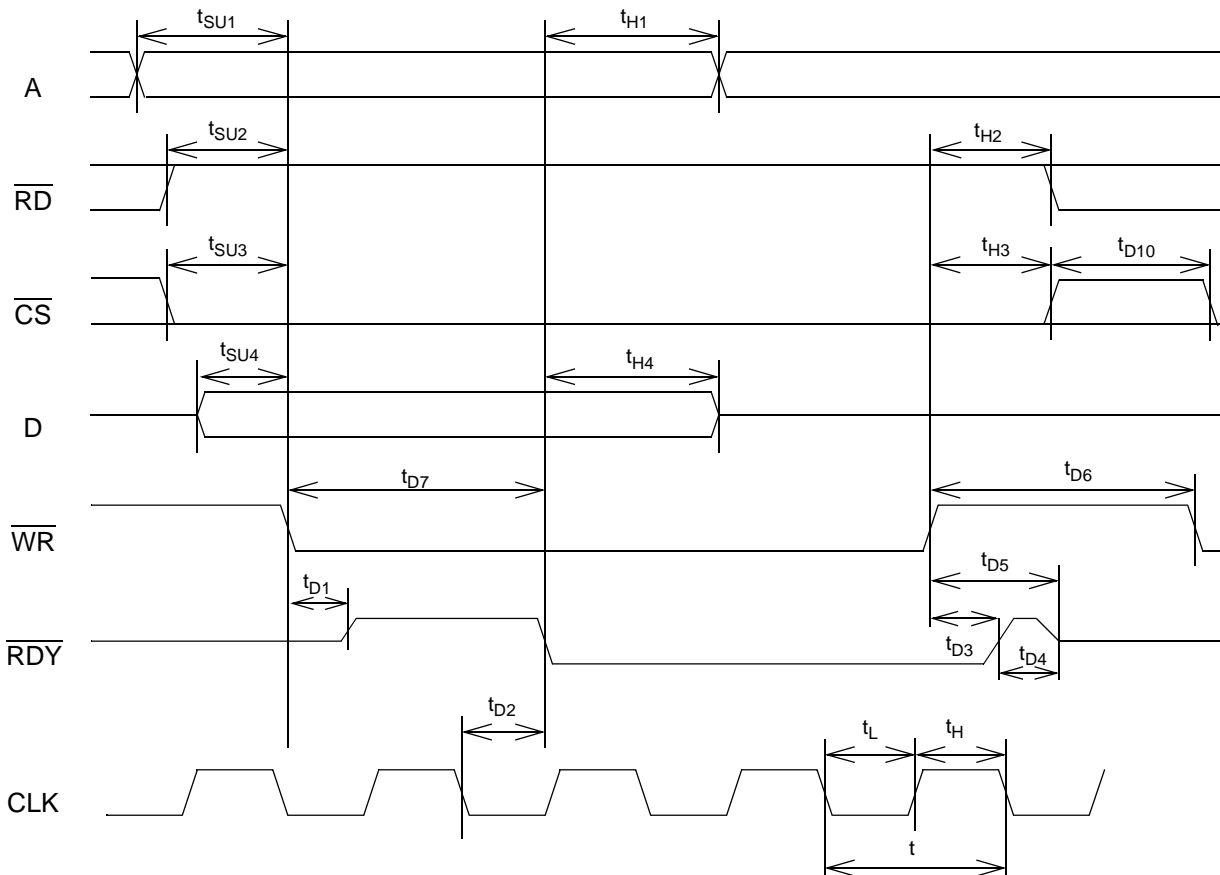 tSU1 tH1
A
tSU2 tH2
RD
tSU3 tH3 tD10
CS
tSU4 tH4
D
tD7 tD6
WR
tD5
tD1
RDY
tD3 tD4
tD2 tL tH
CLK
t